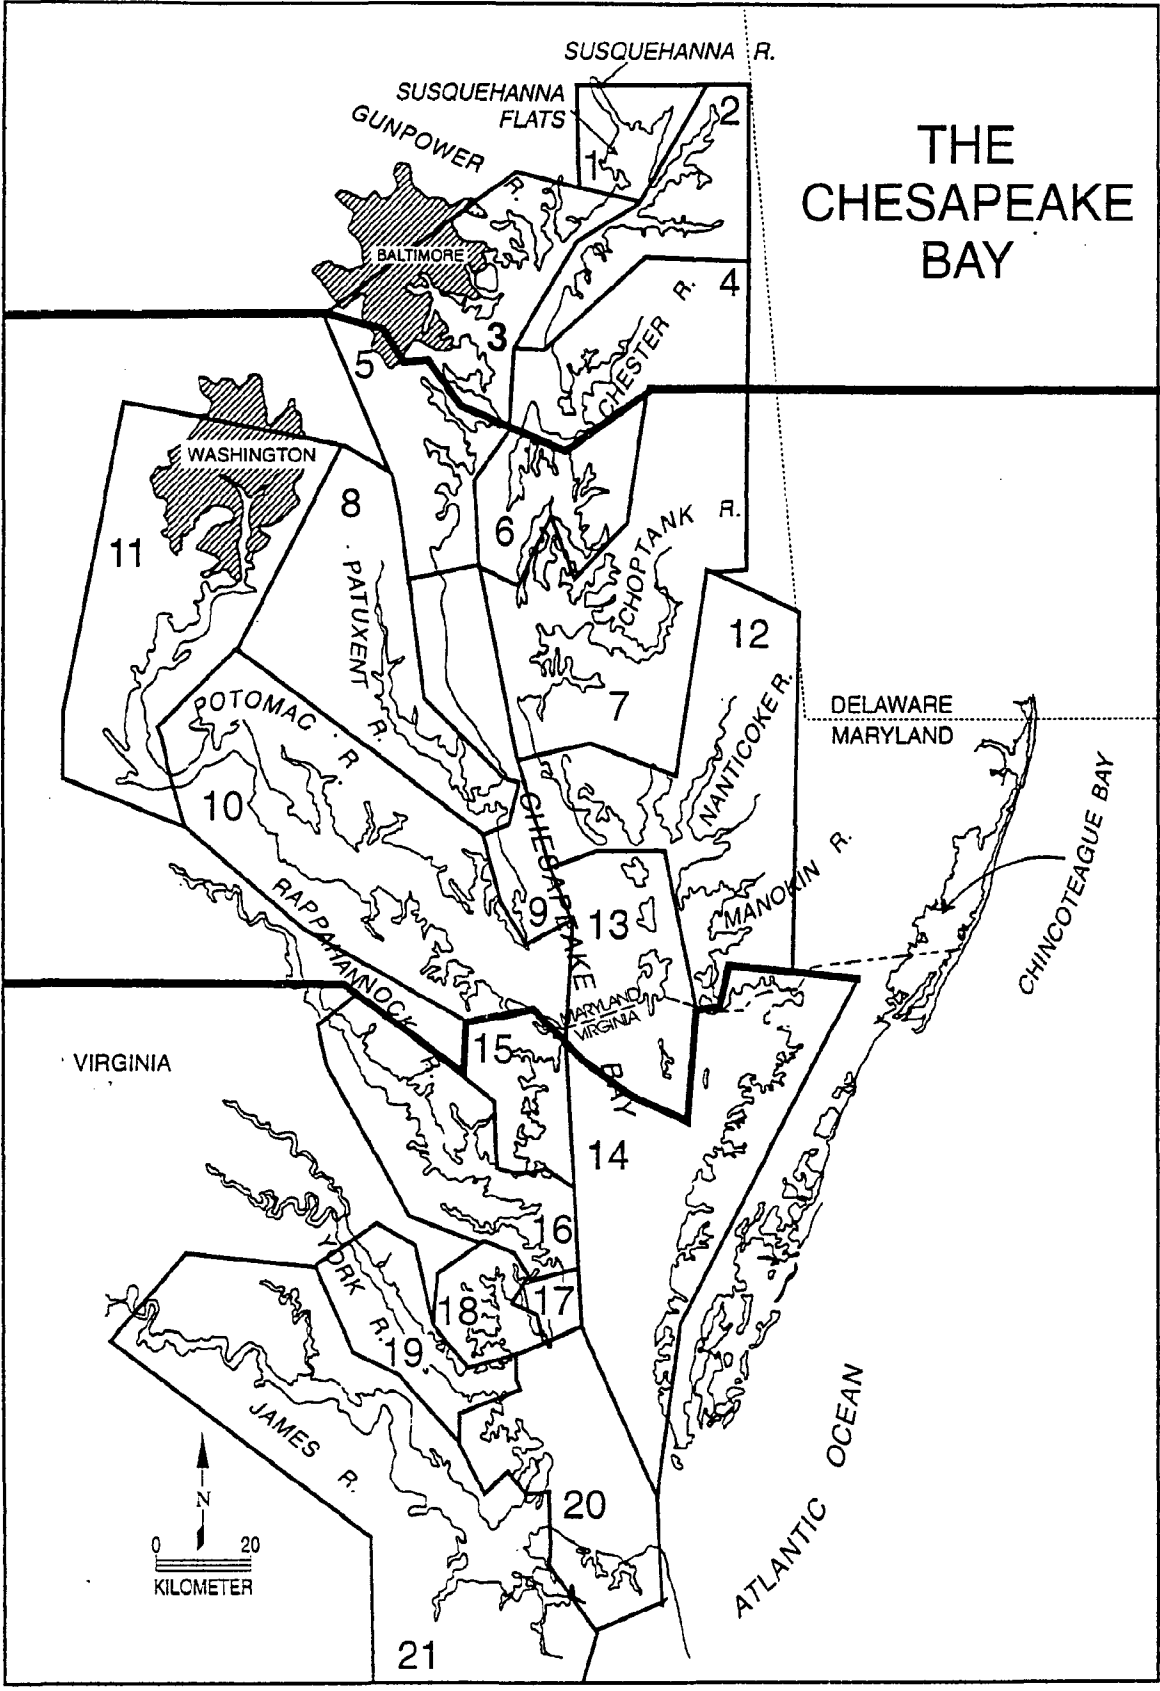 SUSQUEHANNA R.
SUSQUEHANNA
FLATS
GUNPOWER R.
THE
CHESAPEAKE
BAY
1
2
BALTIMORE
3
4
CHESTER R.
5
WASHINGTON
6
8
11
CHOPTANK R.
PATUXENT R.
12
7
NANTICOKE R.
DELAWARE
MARYLAND
POTOMAC R.
10
CHINCOTEAGUE BAY
CHESAPEAKE BAY
MANOKIN R.
RAPPAHANNOCK R.
9
13
MARYLAND
VIRGINIA
VIRGINIA
15
14
16
YORK R.
17
18
19
JAMES R.
ATLANTIC OCEAN
N
20
0 20
KILOMETER
21